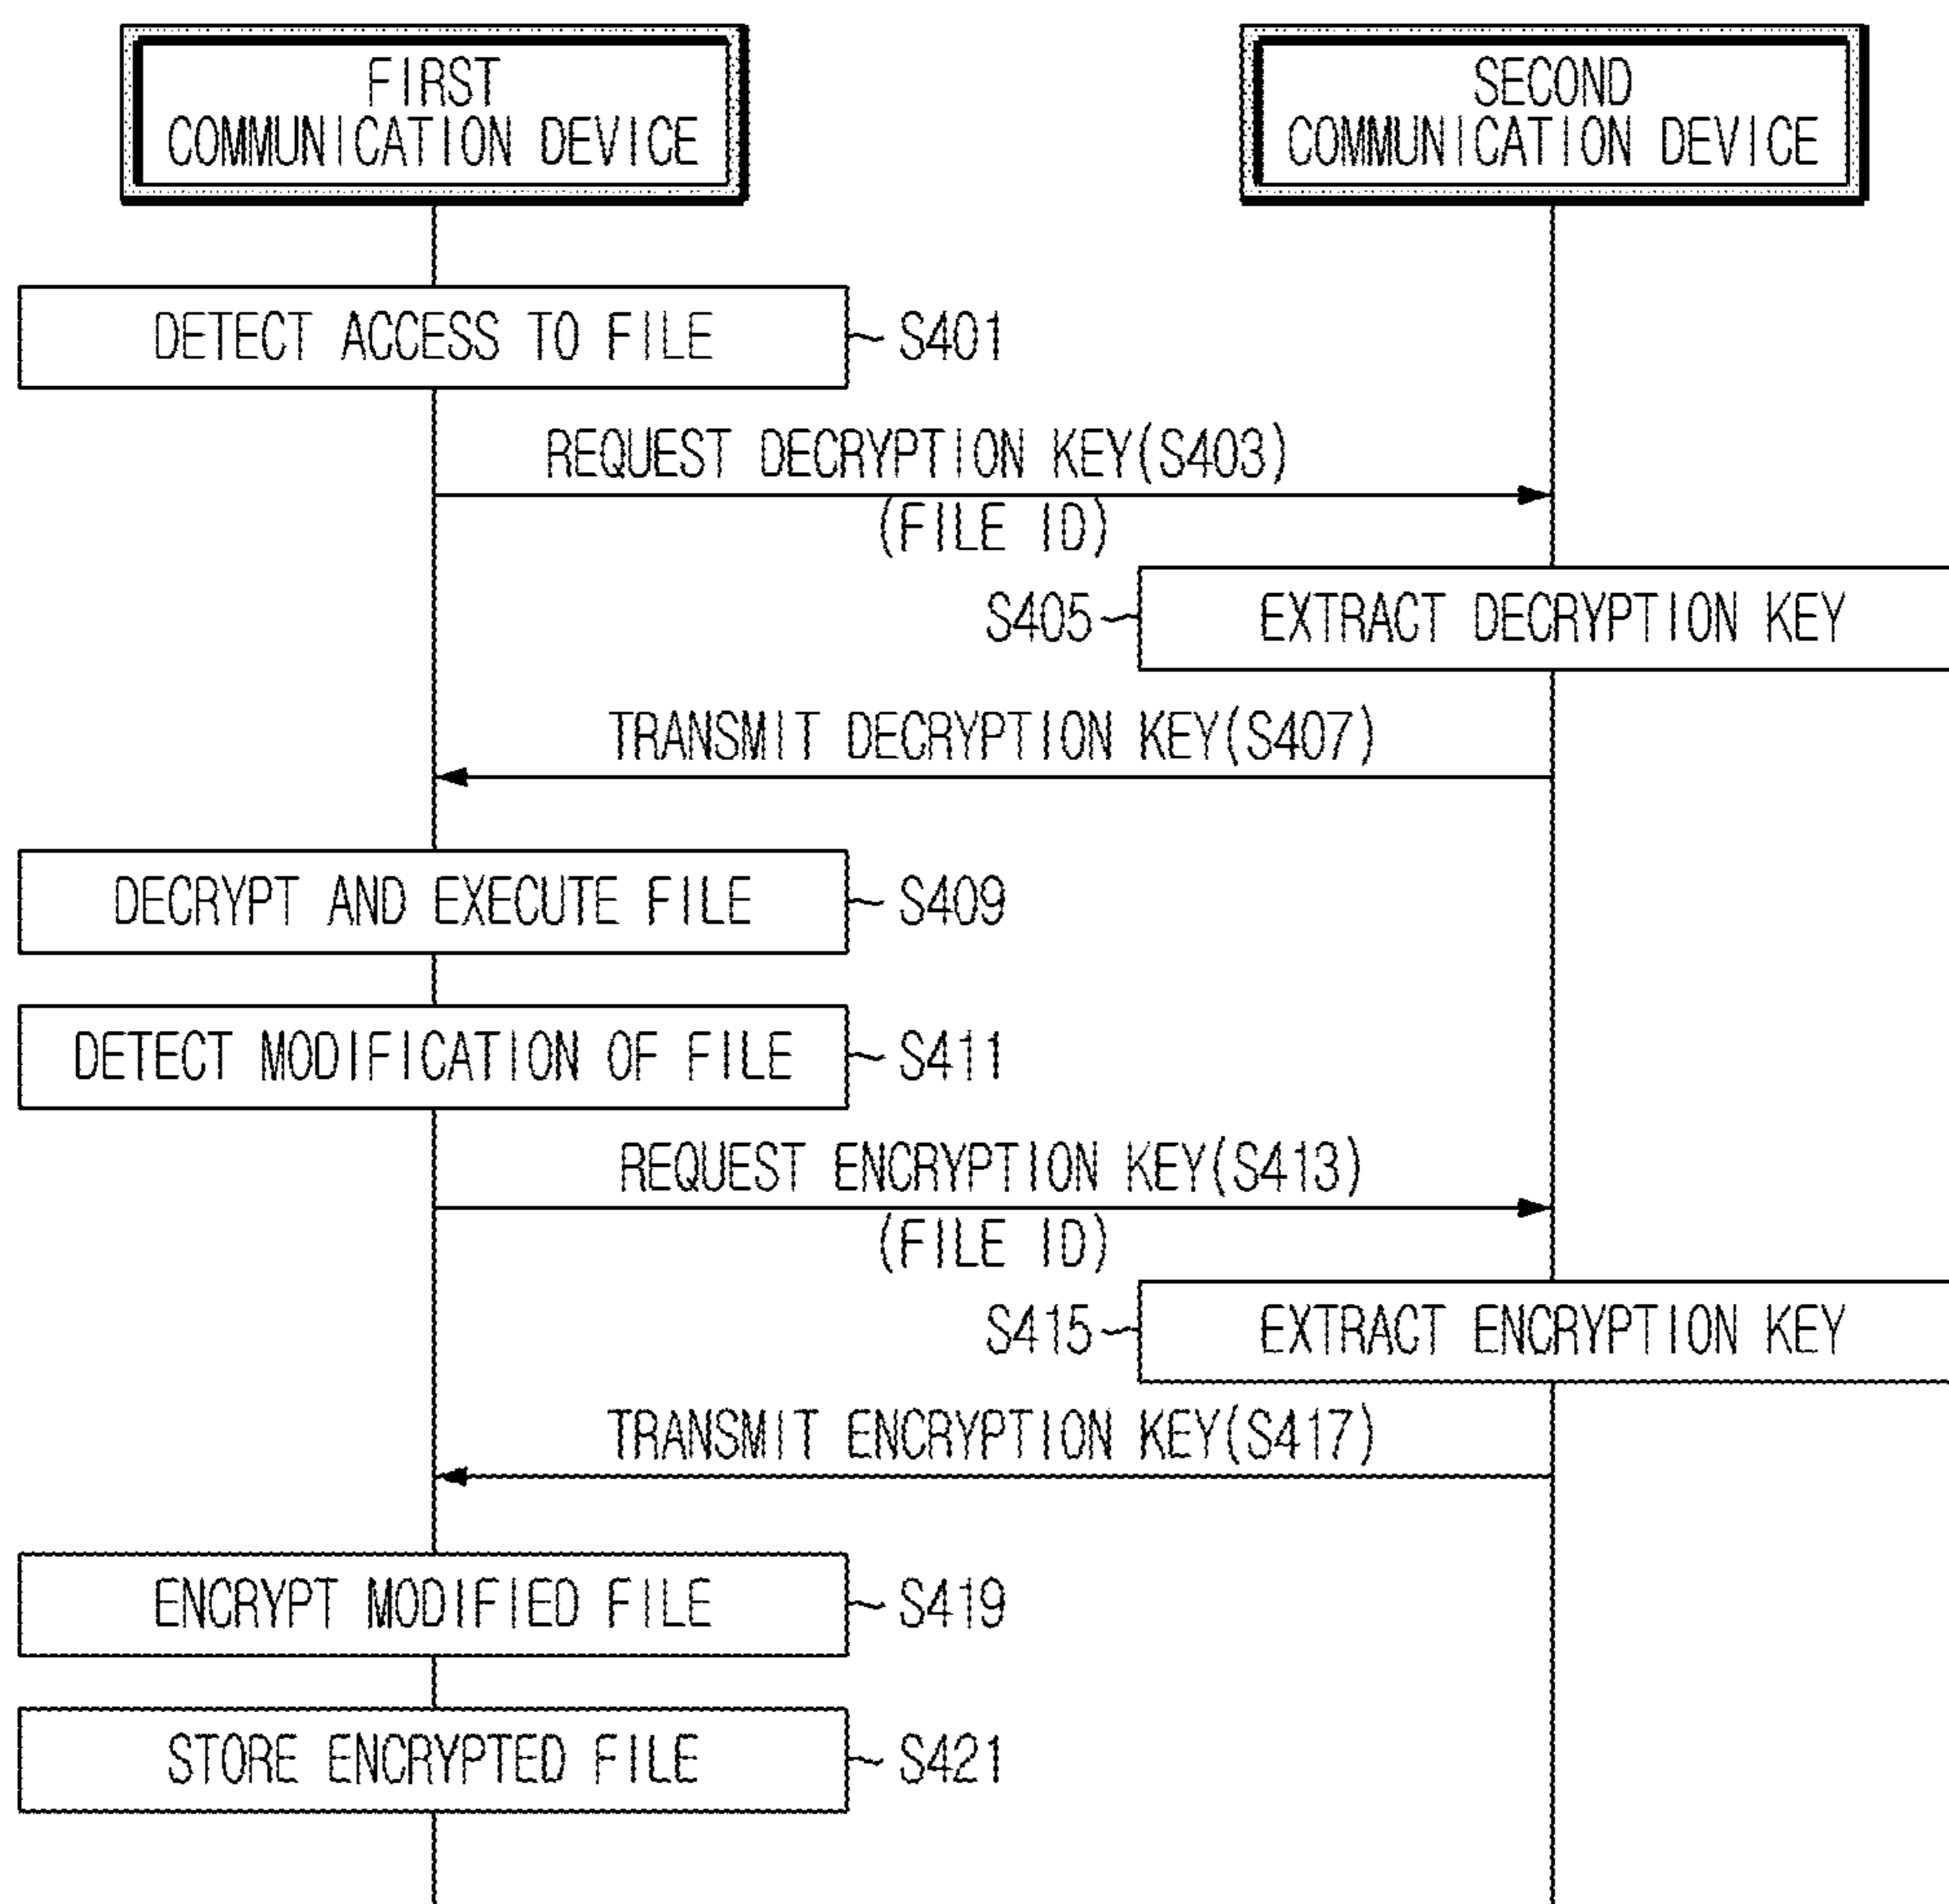 FIRST
COMMUNICATION DEVICE
SECOND
COMMUNICATION DEVICE
DETECT ACCESS TO FILE
S401
REQUEST DECRYPTION KEY(S403)
(FILE ID)
S405
EXTRACT DECRYPTION KEY
TRANSMIT DECRYPTION KEY(S407)
DECRYPT AND EXECUTE FILE
S409
DETECT MODIFICATION OF FILE
S411
REQUEST ENCRYPTION KEY(S413)
(FILE ID)
S415
EXTRACT ENCRYPTION KEY
TRANSMIT ENCRYPTION KEY(S417)
ENCRYPT MODIFIED FILE
S419
STORE ENCRYPTED FILE
S421